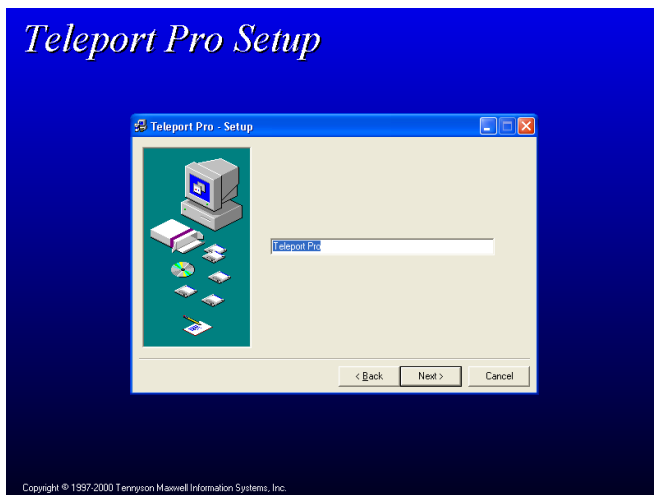 Teleport Pro Setup
Teleport Pro - Setup
Teleport Pro
< Back
Next >
Cancel
Copyright © 1997-2000 Tennyson Maxwell Information Systems, Inc.